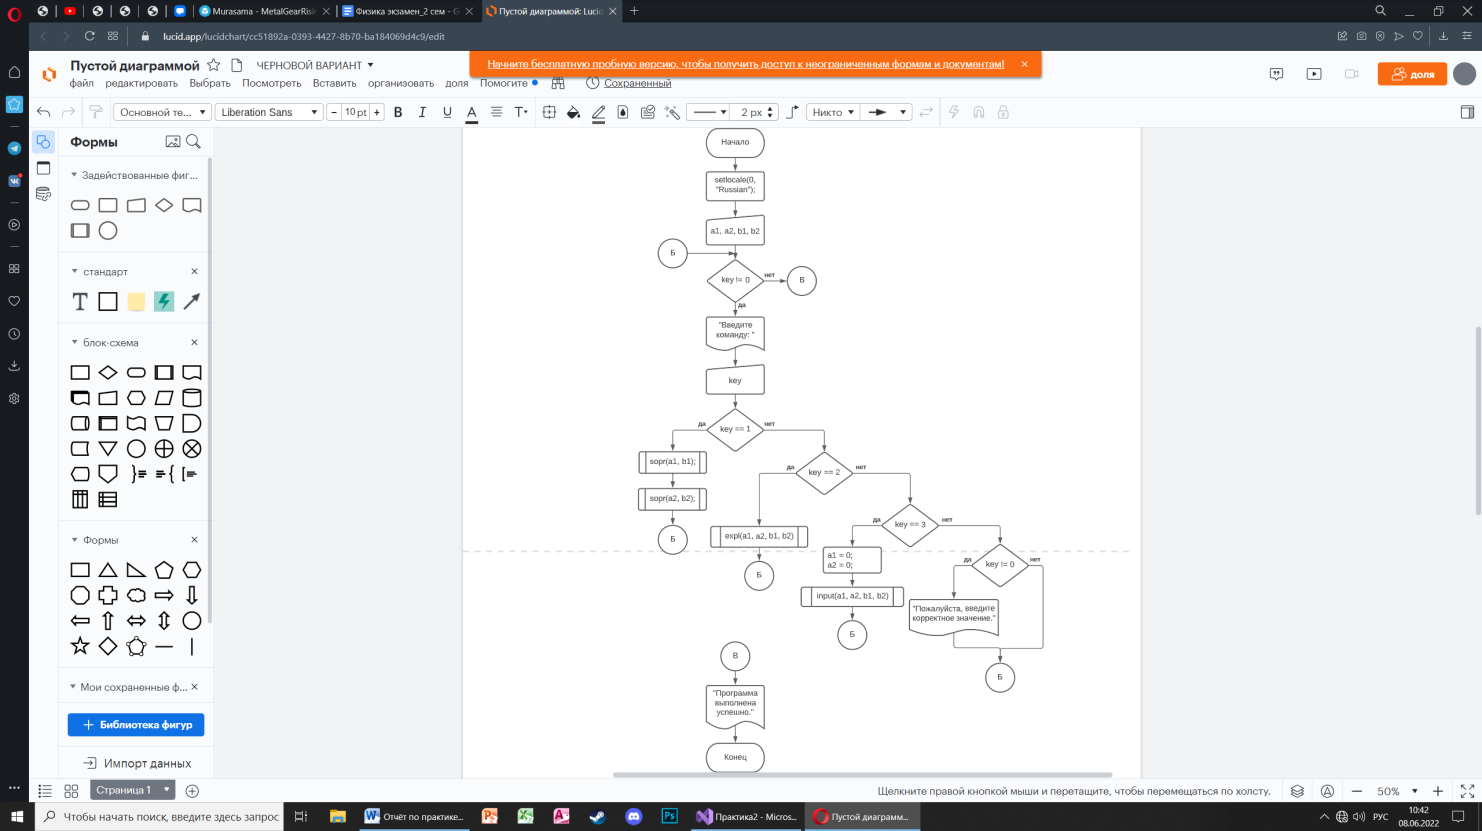 Murasama - MetalGearRisi
Физика экзамен_2 сем - G
Пустой диаграммой: Lucid
lucid.app/lucidchart/cc51892a-0393-4427-8b70-ba184069d4c9/edit
Пустой диаграммой
ЧЕРНОВОЙ ВАРИАНТ
Начните бесплатную пробную версию, чтобы получить доступ к неограниченным формам и документам!
доля
файл редактировать Выбрать Посмотреть Вставить организовать доля Помогите Сохраненный
Основной те...
Liberation Sans
10 pt
B I U A T
2 px
Никто
Формы
Задействованные фиг...
стандарт
блок-схема
Формы
Мои сохраненные ф...
Библиотека фигур
Импорт данных
Начало
setlocale(0,
"Russian");
a1, a2, b1, b2
Б
key != 0
нет
В
да
"Введите
команду: "
key
да
key == 1
нет
sopr(a1, b1);
sopr(a2, b2);
Б
да
key == 2
нет
expl(a1, a2, b1, b2)
Б
да
key == 3
нет
a1 = 0;
a2 = 0;
input(a1, a2, b1, b2)
Б
да
key != 0
нет
"Пожалуйста, введите
корректное значение."
Б
В
"Программа
выполнена
успешно."
Конец
Страница 1
Щелкните правой кнопкой мыши и перетащите, чтобы перемещаться по холсту.
50%
Чтобы начать поиск, введите здесь запрос
Отчёт по практике...
Практика2 - Micros...
Пустой диаграмм...
РУС
10:42
08.06.2022